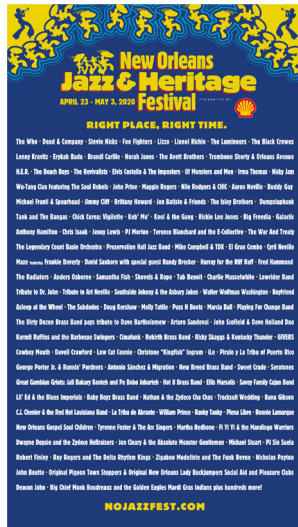 New Orleans
Jazz & Heritage
APRIL 23 - MAY 3, 2020 Festival PRESENTED BY
RIGHT PLACE, RIGHT TIME.
The Who · Dead & Company · Stevie Nicks · Foo Fighters · Lizzo · Lionel Richie · The Lumineers · The Black Crowes
Lenny Kravitz · Erykah Badu · Brandi Carlile · Norah Jones · The Avett Brothers · Trombone Shorty & Orleans Avenue
H.E.R. · The Beach Boys · The Revivalists · Elvis Costello & The Imposters · Of Monsters and Men · Irma Thomas · Nicky Jam
Wu-Tang Clan featuring The Soul Rebels · John Prine · Maggie Rogers · Nile Rodgers & CHIC · Aaron Neville · Buddy Guy
Michael Franti & Spearhead · Jimmy Cliff · Brittany Howard · Jon Batiste & Friends · The Isley Brothers · Dumpstaphunk
Tank and The Bangas · Chick Corea: Vigilette · Keb' Mo' · Kool & the Gang · Rickie Lee Jones · Big Freedia · Galactic
Anthony Hamilton · Chris Isaak · Jenny Lewis · PJ Morton · Terence Blanchard and the E-Collective · The War And Treaty
The Legendary Count Basie Orchestra · Preservation Hall Jazz Band · Mike Campbell & TDK · El Gran Combo · Cyril Neville
Maze featuring Frankie Beverly · David Sanborn with special guest Randy Brecker · Hurray for the Riff Raff · Fred Hammond
The Radiators · Anders Osborne · Samantha Fish · Shovels & Rope · Tab Benoit · Charlie Musselwhite · Lowrider Band
Tribute to Dr. John · Tribute to Art Neville · Southside Johnny & the Asbury Jukes · Walter Wolfman Washington · Boyfriend
Asleep at the Wheel · The Subdudes · Doug Kershaw · Molly Tuttle · Puss N Boots · Marcia Ball · Playing For Change Band
The Dirty Dozen Brass Band pays tribute to Dave Bartholomew · Arturo Sandoval · John Scofield & Dave Holland Duo
Kermit Ruffins and the Barbecue Swingers · Cimafunk · Rebirth Brass Band · Ricky Skaggs & Kentucky Thunder · GIVERS
Cowboy Mouth · Davell Crawford · Low Cut Connie · Christone "Kingfish" Ingram · iLe · Pirulo y La Tribu of Puerto Rico
George Porter Jr. & Runnin' Pardners · Antonio Sánchez & Migration · New Breed Brass Band · Sweet Crude · Seratones
Great Gambian Griots: Jali Bakary Konteh and Pa Bobo Jobarteh · Hot 8 Brass Band · Ellis Marsalis · Savoy Family Cajun Band
Lil' Ed & the Blues Imperials · Baby Boyz Brass Band · Nathan & the Zydeco Cha Chas · Tracksuit Wedding · Banu Gibson
C.J. Chenier & the Red Hot Louisiana Band · La Tribu de Abrante · William Prince · Ranky Tanky · Plena Libre · Ronnie Lamarque
New Orleans Gospel Soul Children · Tyronne Foster & The Arc Singers · Martha Redbone · Fi Yi Yi & the Mandingo Warriors
Dwayne Dopsie and the Zydeco Hellraisers · Jon Cleary & the Absolute Monster Gentlemen · Michael Stuart · PJ Sin Suela
Robert Finley · Roy Rogers and The Delta Rhythm Kings · Zigaboo Modeliste and The Funk Revue · Nicholas Payton
John Boutte · Original Pigeon Town Steppers & Original New Orleans Lady Buckjumpers Social Aid and Pleasure Clubs
Deacon John · Big Chief Monk Boudreaux and the Golden Eagles Mardi Gras Indians plus hundreds more!
NOJAZZFEST.COM